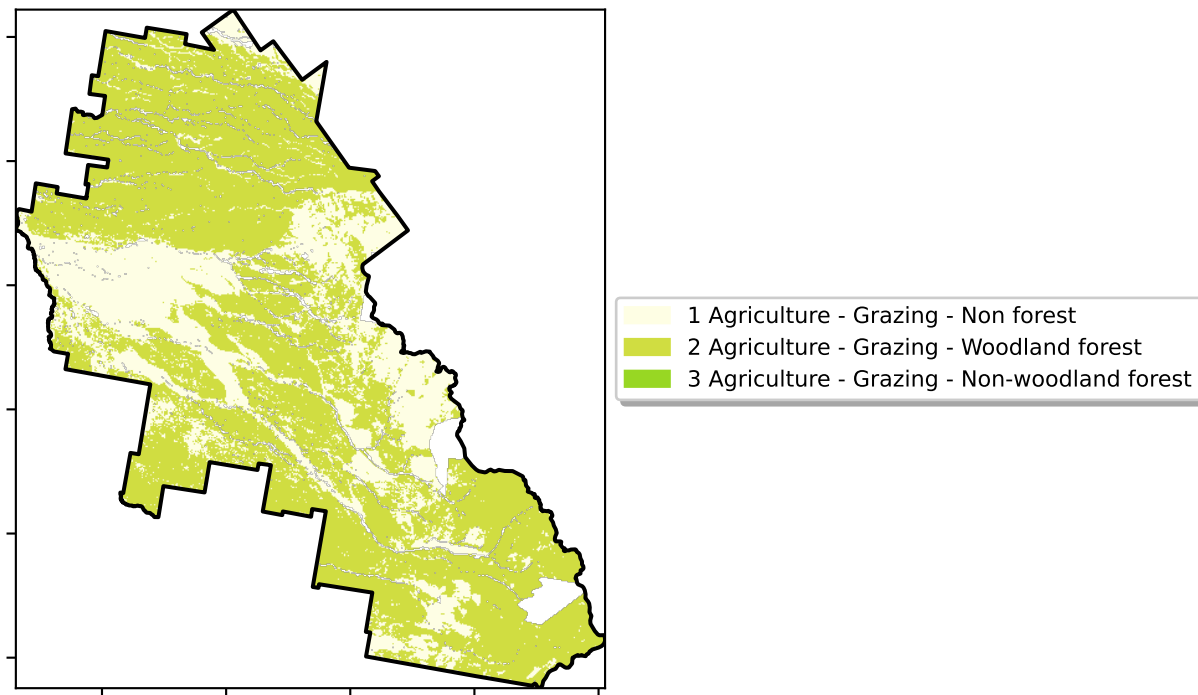 1 Agriculture - Grazing - Non forest
2 Agriculture - Grazing - Woodland forest
3 Agriculture - Grazing - Non-woodland forest